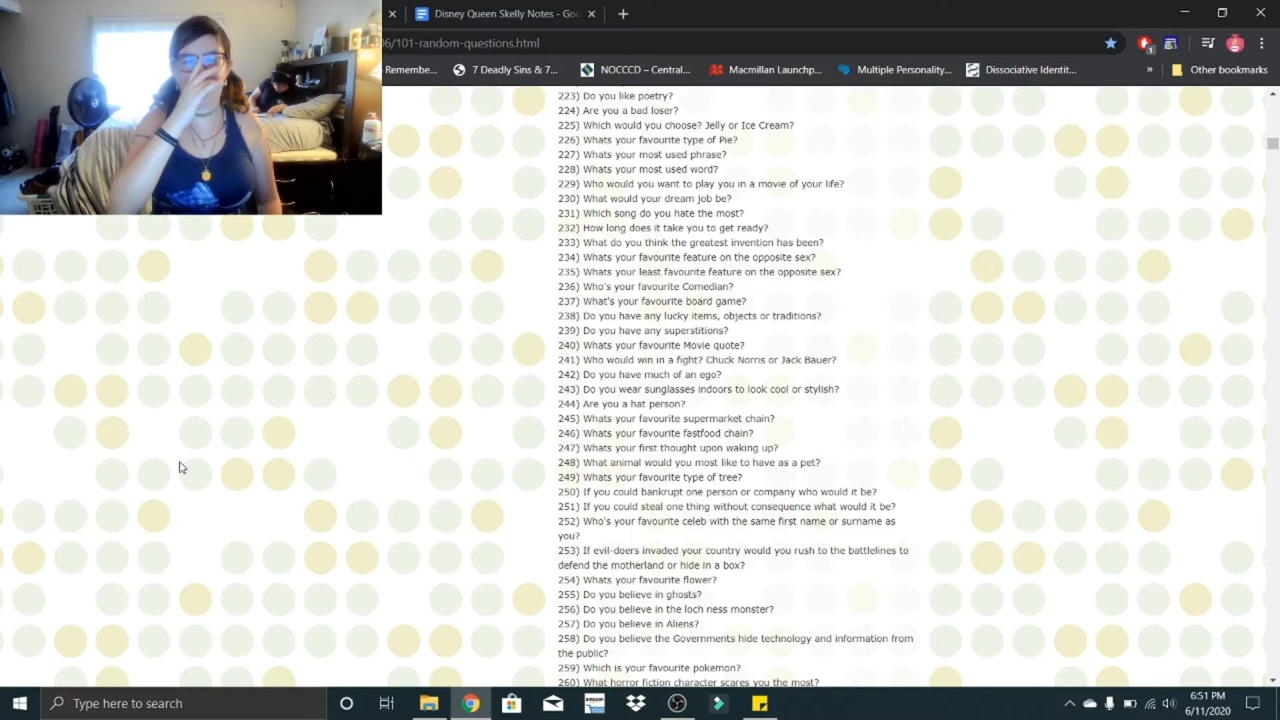 Disney Queen Skelly Notes - Goo
06/101-random-questions.html
1
Remembe...
7 Deadly Sins & 7...
NOCCCD – Central...
Macmillan Launchp...
Multiple Personality...
Dissociative Identit...
»
Other bookmarks
223) Do you like poetry?
224) Are you a bad loser?
225) Which would you choose? Jelly or Ice Cream?
226) Whats your favourite type of Pie?
227) Whats your most used phrase?
228) Whats your most used word?
229) Who would you want to play you in a movie of your life?
230) What would your dream job be?
231) Which song do you hate the most?
232) How long does it take you to get ready?
233) What do you think the greatest invention has been?
234) Whats your favourite feature on the opposite sex?
235) Whats your least favourite feature on the opposite sex?
236) Who's your favourite Comedian?
237) What's your favourite board game?
238) Do you have any lucky items, objects or traditions?
239) Do you have any superstitions?
240) Whats your favourite Movie quote?
241) Who would win in a fight? Chuck Norris or Jack Bauer?
242) Do you have much of an ego?
243) Do you wear sunglasses indoors to look cool or stylish?
244) Are you a hat person?
245) Whats your favourite supermarket chain?
246) Whats your favourite fastfood chain?
247) Whats your first thought upon waking up?
248) What animal would you most like to have as a pet?
249) Whats your favourite type of tree?
250) If you could bankrupt one person or company who would it be?
251) If you could steal one thing without consequence what would it be?
252) Who's your favourite celeb with the same first name or surname as
you?
253) If evil-doers invaded your country would you rush to the battlelines to
defend the motherland or hide in a box?
254) Whats your favourite flower?
255) Do you believe in ghosts?
256) Do you believe in the loch ness monster?
257) Do you believe in Aliens?
258) Do you believe the Governments hide technology and information from
the public?
259) Which is your favourite pokemon?
260) What horror fiction character scares you the most?
Type here to search
amazon
6:51 PM
6/11/2020